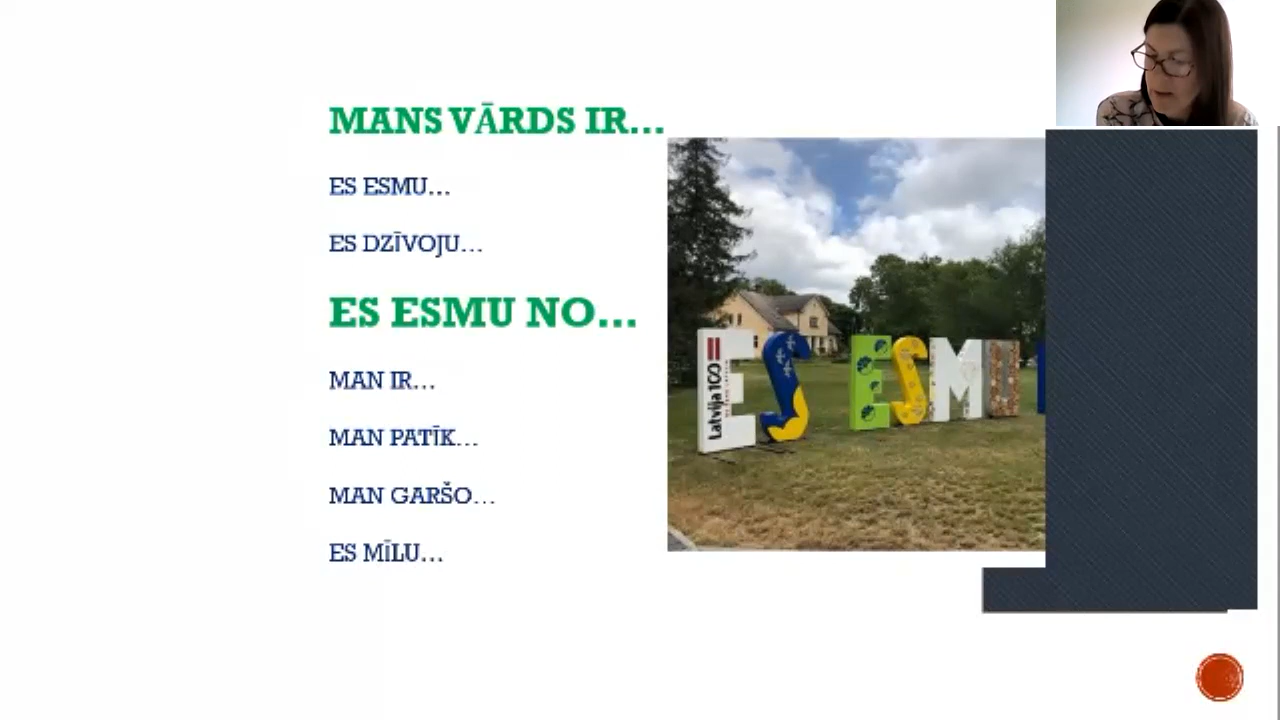 MANS VĀRDS IR...
ES ESMU...
ES DZĪVOJU...
ES ESMU NO...
MAN IR...
MAN PATĪK...
MAN GARŠO...
ES MĪLU...
ES ESMU
Latvija 100